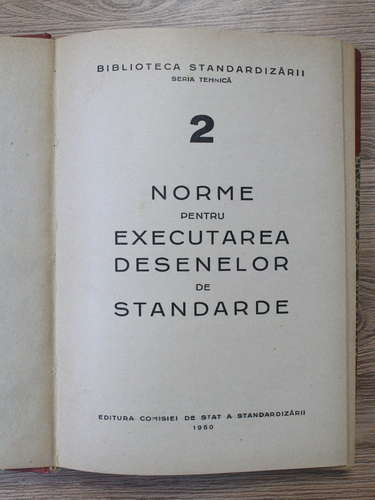 BIBLIOTECA STANDARDIZĂRII
SERIA TEHNICĂ
2
NORME
PENTRU
EXECUTAREA
DESENELOR
DE
STANDARDE
EDITURA COMISIEI DE STAT A STANDARDIZĂRII
1950